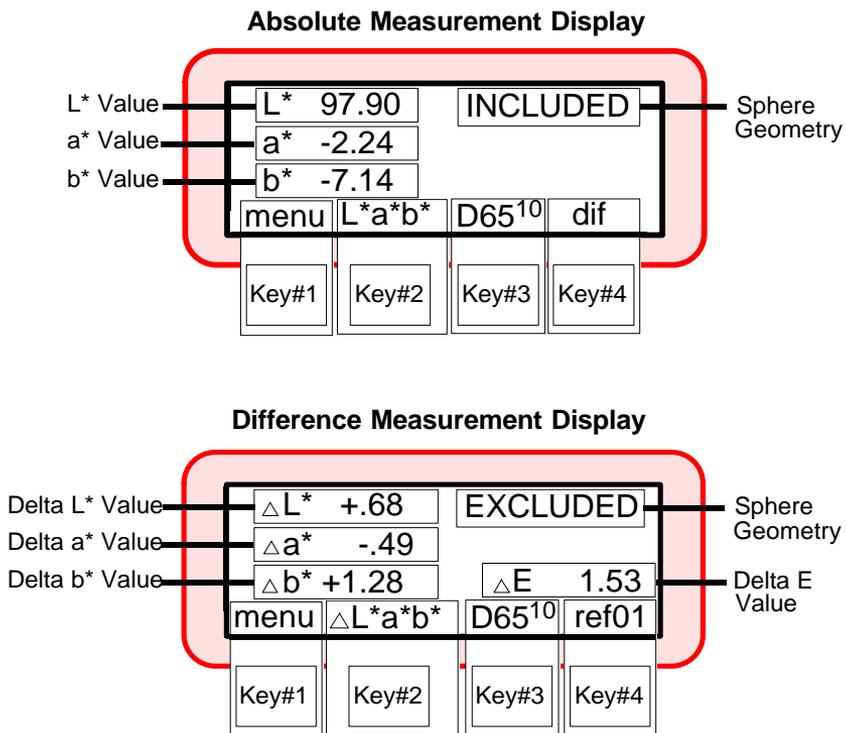 Absolute Measurement Display
L* Value
L* 97.90
INCLUDED
Sphere
Geometry
a* Value
a* -2.24
b* Value
b* -7.14
menu L*a*b* D65¹⁰ dif
Key#1 Key#2 Key#3 Key#4
Difference Measurement Display
Delta L* Value
△L* +.68
EXCLUDED
Sphere
Geometry
Delta a* Value
△a* -.49
Delta b* Value
△b* +1.28
△E 1.53
Delta E
Value
menu △L*a*b* D65¹⁰ ref01
Key#1 Key#2 Key#3 Key#4